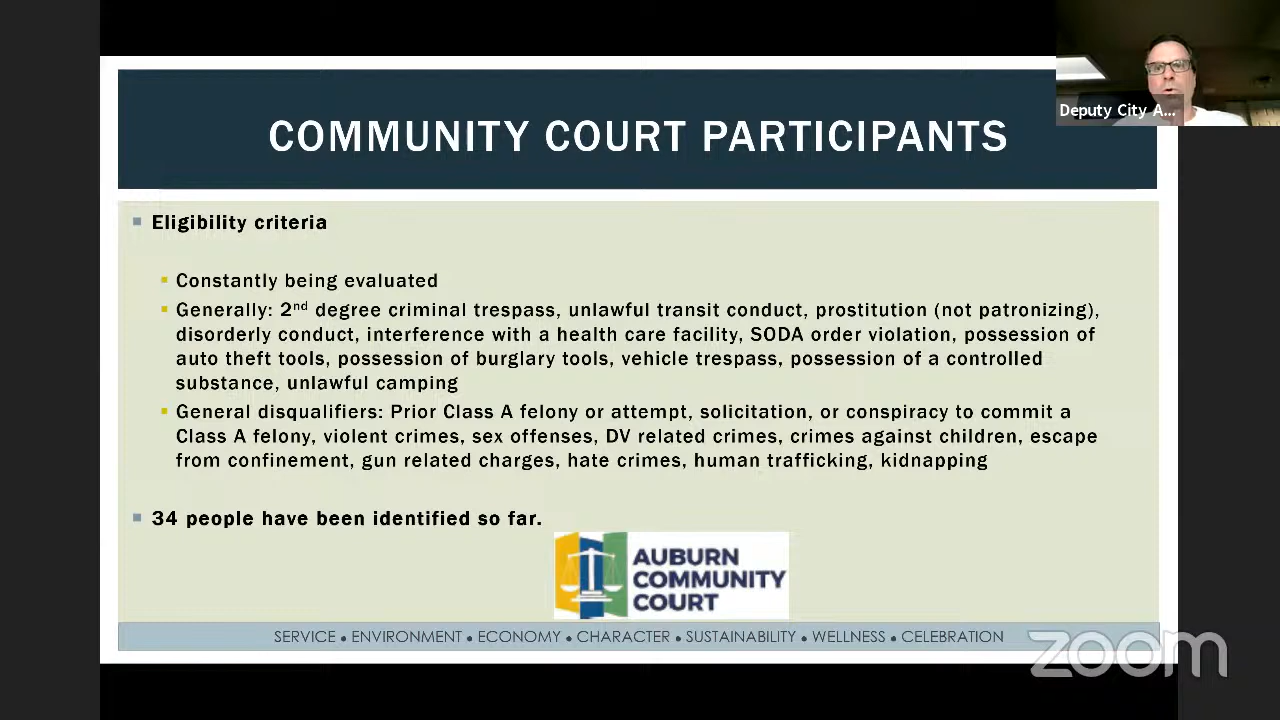 Deputy City A...
COMMUNITY COURT PARTICIPANTS
Eligibility criteria
Constantly being evaluated
Generally: 2nd degree criminal trespass, unlawful transit conduct, prostitution (not patronizing),
disorderly conduct, interference with a health care facility, SODA order violation, possession of
auto theft tools, possession of burglary tools, vehicle trespass, possession of a controlled
substance, unlawful camping
General disqualifiers: Prior Class A felony or attempt, solicitation, or conspiracy to commit a
Class A felony, violent crimes, sex offenses, DV related crimes, crimes against children, escape
from confinement, gun related charges, hate crimes, human trafficking, kidnapping
34 people have been identified so far.
AUBURN
COMMUNITY
COURT
SERVICE • ENVIRONMENT • ECONOMY • CHARACTER • SUSTAINABILITY • WELLNESS • CELEBRATION
zoom